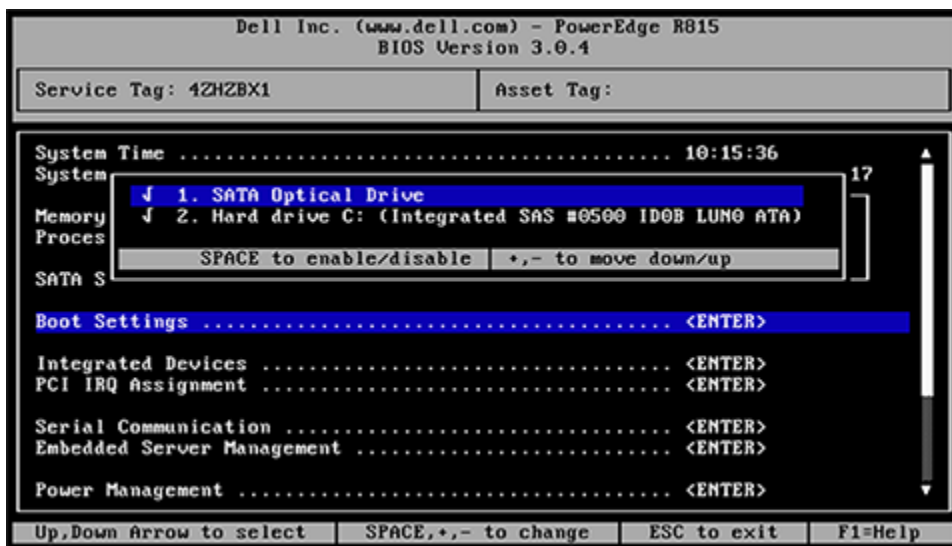 Dell Inc. (www.dell.com) - PowerEdge R815
BIOS Version 3.0.4
Service Tag: 4ZHZBX1
Asset Tag:
System Time ........................................ 10:15:36
System 17
√ 1. SATA Optical Drive
√ 2. Hard drive C: (Integrated SAS #0500 ID0B LUN0 ATA)
Memory
Proces
SPACE to enable/disable
+,- to move down/up
SATA S
Boot Settings ........................................ <ENTER>
Integrated Devices ................................... <ENTER>
PCI IRQ Assignment ................................... <ENTER>
Serial Communication ................................. <ENTER>
Embedded Server Management ........................... <ENTER>
Power Management ..................................... <ENTER>
Up,Down Arrow to select
SPACE,+,- to change
ESC to exit
F1=Help